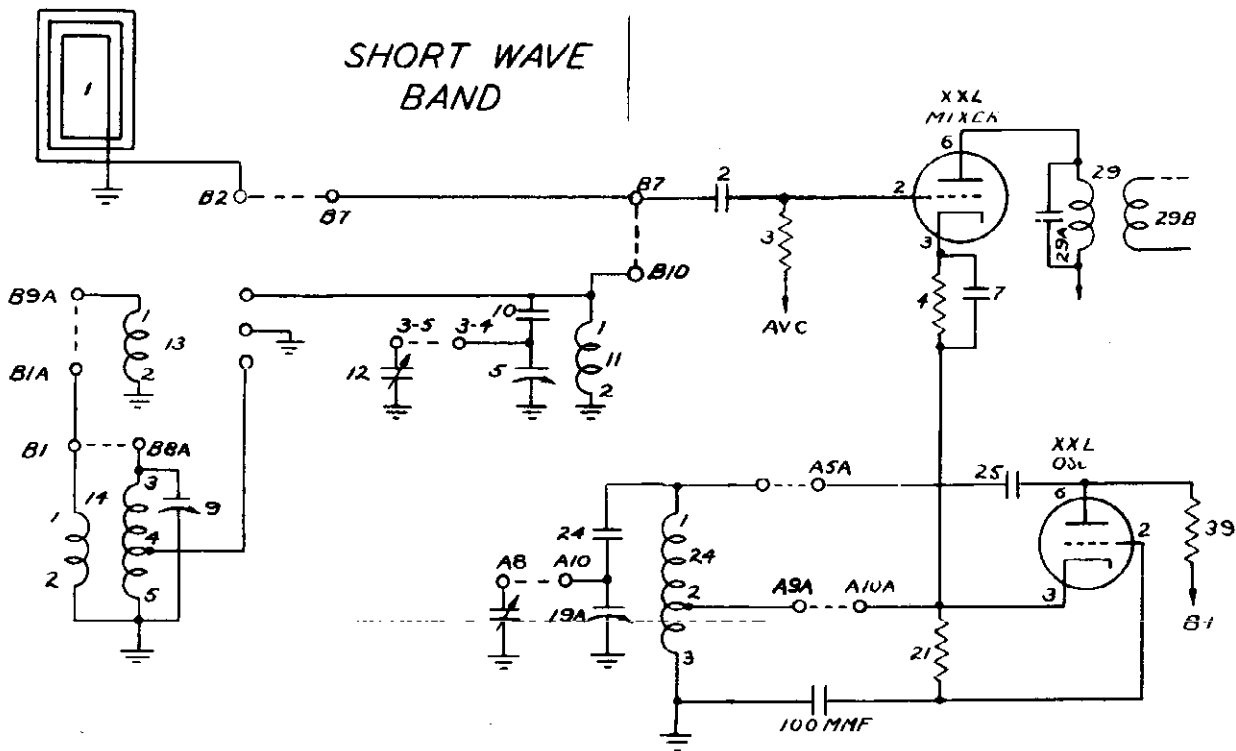 1
SHORT WAVE
BAND
XXL
MIXER
6
2
3
29
29A
29B
B2
B7
B7
2
3
AVC
4
7
B10
B9A
1
13
2
B1A
10
3-5
3-4
12
5
1
11
2
B1
B8A
14
1
2
3
4
5
9
XXL
OSC
6
2
3
39
B+
A5A
25
24
1
24
2
3
A8
A10
19A
A9A
A10A
21
100 MMF